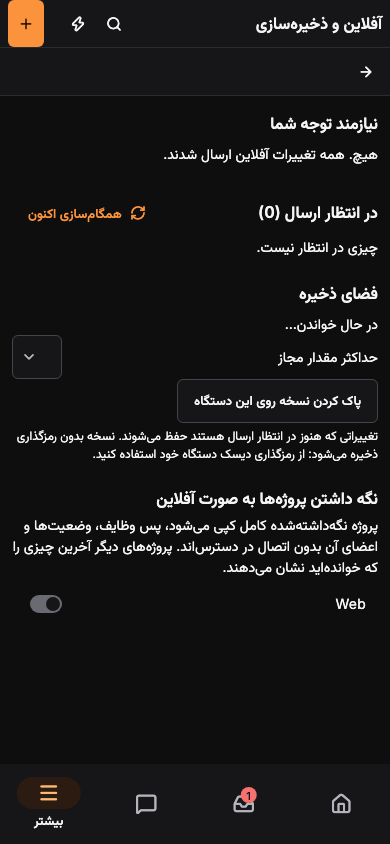 آفلاین و ذخیره‌سازی
نیازمند توجه شما
هیچ. همه تغییرات آفلاین ارسال شدند.
در انتظار ارسال (0)
همگام‌سازی اکنون
چیزی در انتظار نیست.
فضای ذخیره
در حال خواندن...
حداکثر مقدار مجاز
پاک کردن نسخه روی این دستگاه
تغییراتی که هنوز در انتظار ارسال هستند حفظ می‌شوند. نسخه بدون رمزگذاری
ذخیره می‌شود: از رمزگذاری دیسک دستگاه خود استفاده کنید.
نگه داشتن پروژه‌ها به صورت آفلاین
پروژه نگه‌داشته‌شده کامل کپی می‌شود، پس وظایف، وضعیت‌ها و
اعضای آن بدون اتصال در دسترس‌اند. پروژه‌های دیگر آخرین چیزی را
که خوانده‌اید نشان می‌دهند.
Web
1
بیشتر